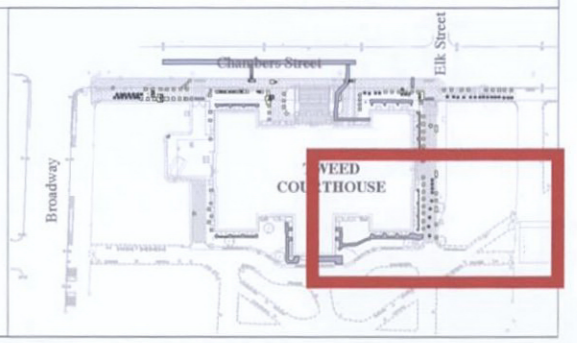 Chambers Street
Elk Street
Broadway
TWEED
COURTHOUSE